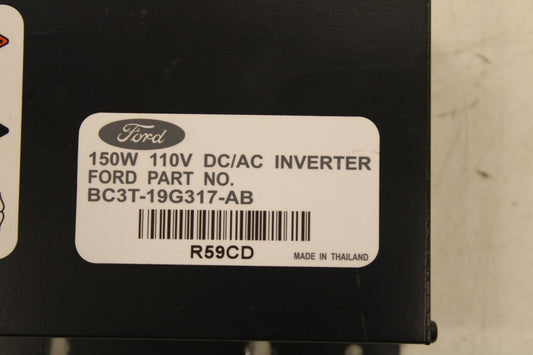 Ford
150W 110V DC/AC INVERTER
FORD PART NO.
BC3T-19G317-AB
R59CD
MADE IN THAILAND